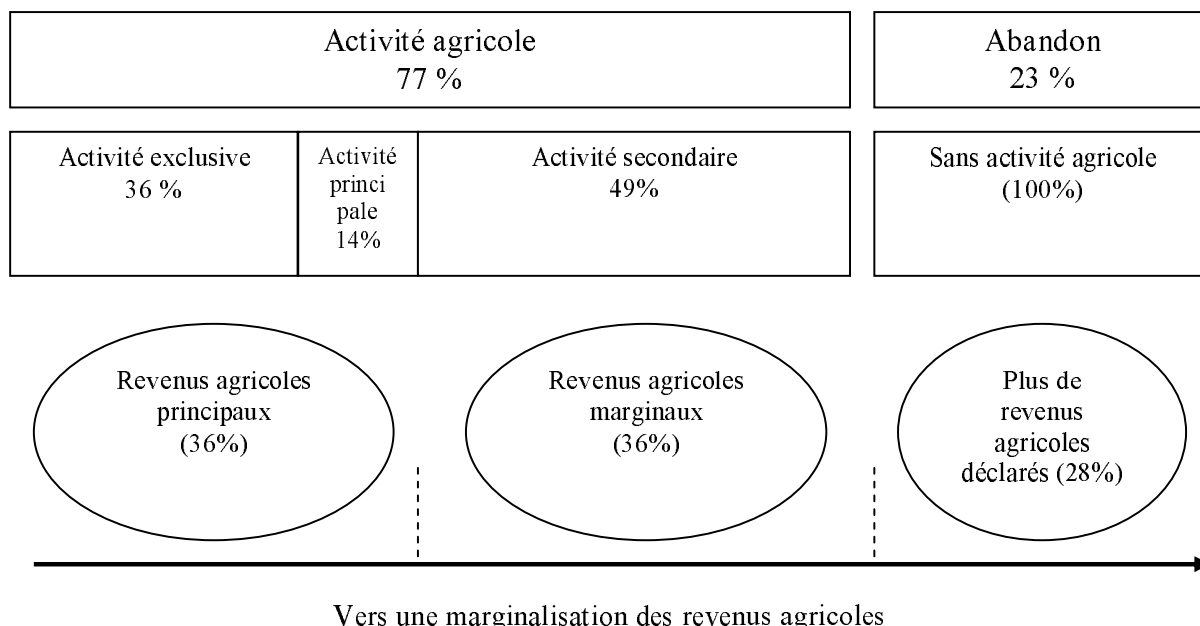 Activité agricole
77 %
Abandon
23 %
Activité exclusive
36 %
Activité
princi
pale
14%
Activité secondaire
49%
Sans activité agricole
(100%)
Revenus agricoles
principaux
(36%)
Revenus agricoles
marginaux
(36%)
Plus de
revenus
agricoles
déclarés (28%)
Vers une marginalisation des revenus agricoles